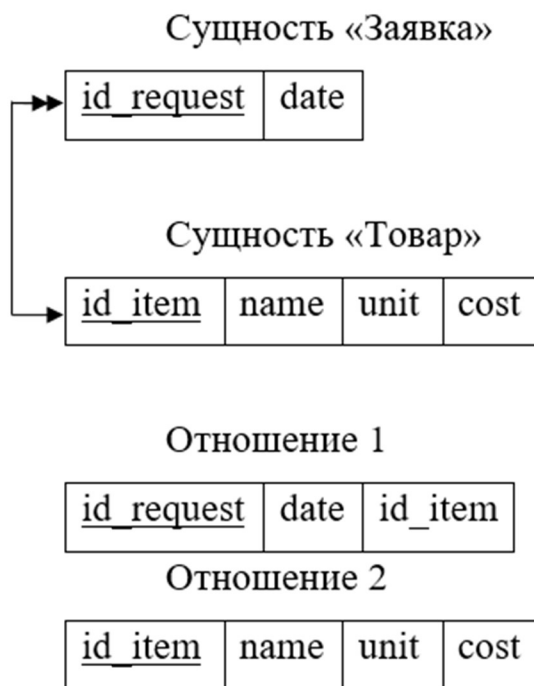 Сущность «Заявка»
id_request date
Сущность «Товар»
id_item name unit cost
Отношение 1
id_request date id_item
Отношение 2
id_item name unit cost